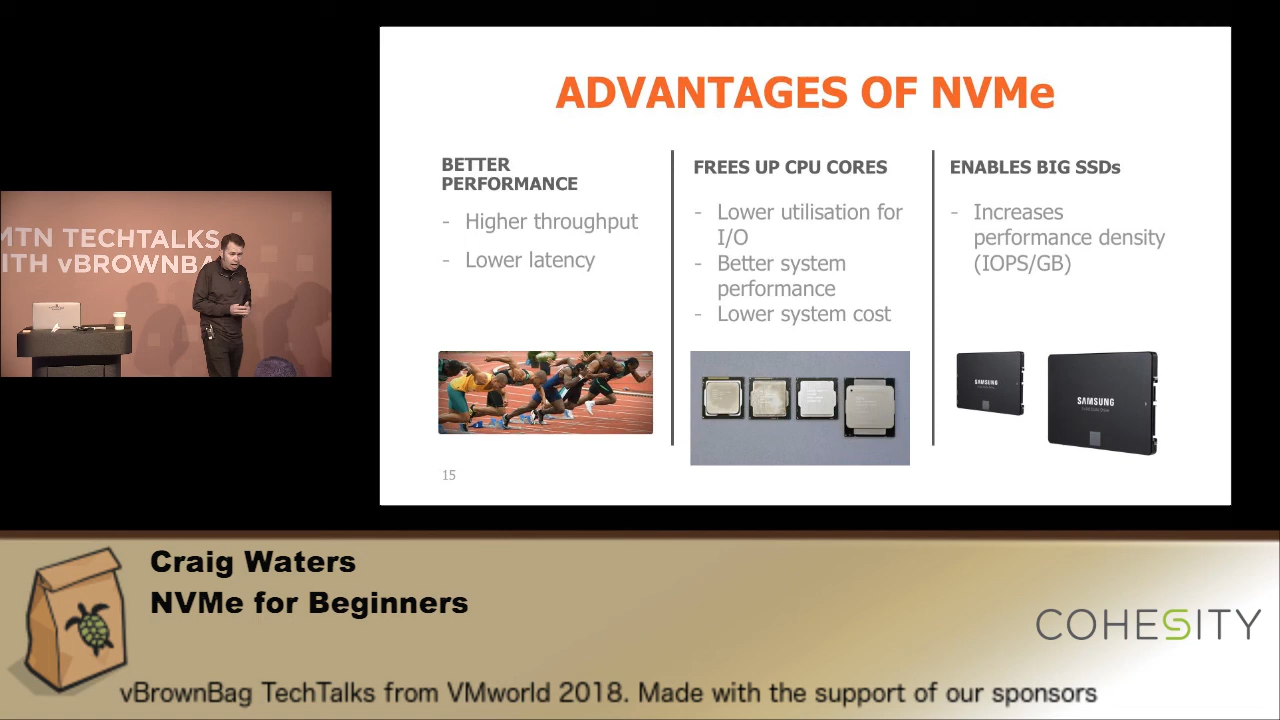 MTN TECHTALKS
ITH vBROWNBA
ADVANTAGES OF NVMe
BETTER
PERFORMANCE
- Higher throughput
- Lower latency
FREES UP CPU CORES
- Lower utilisation for
I/O
- Better system
performance
- Lower system cost
ENABLES BIG SSDs
- Increases
performance density
(IOPS/GB)
SAMSUNG
SAMSUNG
15
Craig Waters
NVMe for Beginners
COHESITY
vBrownBag TechTalks from VMworld 2018. Made with the support of our sponsors